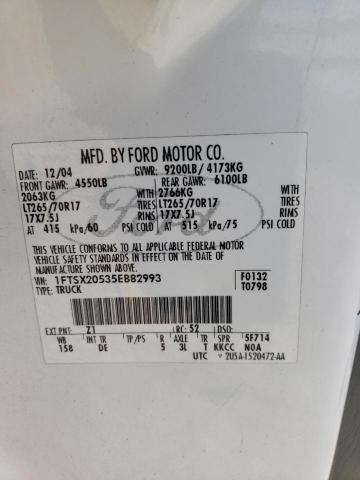 MFD. BY FORD MOTOR CO.
DATE: 12/04 GVWR: 9200LB/ 4173KG
FRONT GAWR: 4550LB REAR GAWR: 6100LB
2063KG 2766KG
LT265/70R17 TIRES LT265/70R17 TIRES
17X7.5J RIMS 17X7.5J RIMS
AT 415 kPa/60 PSI COLD AT 515 kPa/75 PSI COLD
THIS VEHICLE CONFORMS TO ALL APPLICABLE FEDERAL MOTOR
VEHICLE SAFETY STANDARDS IN EFFECT ON THE DATE OF
MANUFACTURE SHOWN ABOVE.
VIN: 1FTSX20535EB82993 F0132
TYPE: TRUCK T0798
EXT PNT: Z1 RC: 52 DSO:
WB INT TR TP/PS R AXLE TR SPR 5F714
158 DE 5 3L T KKCC NOA
UTC 2U5A-1520472-AA
Ford